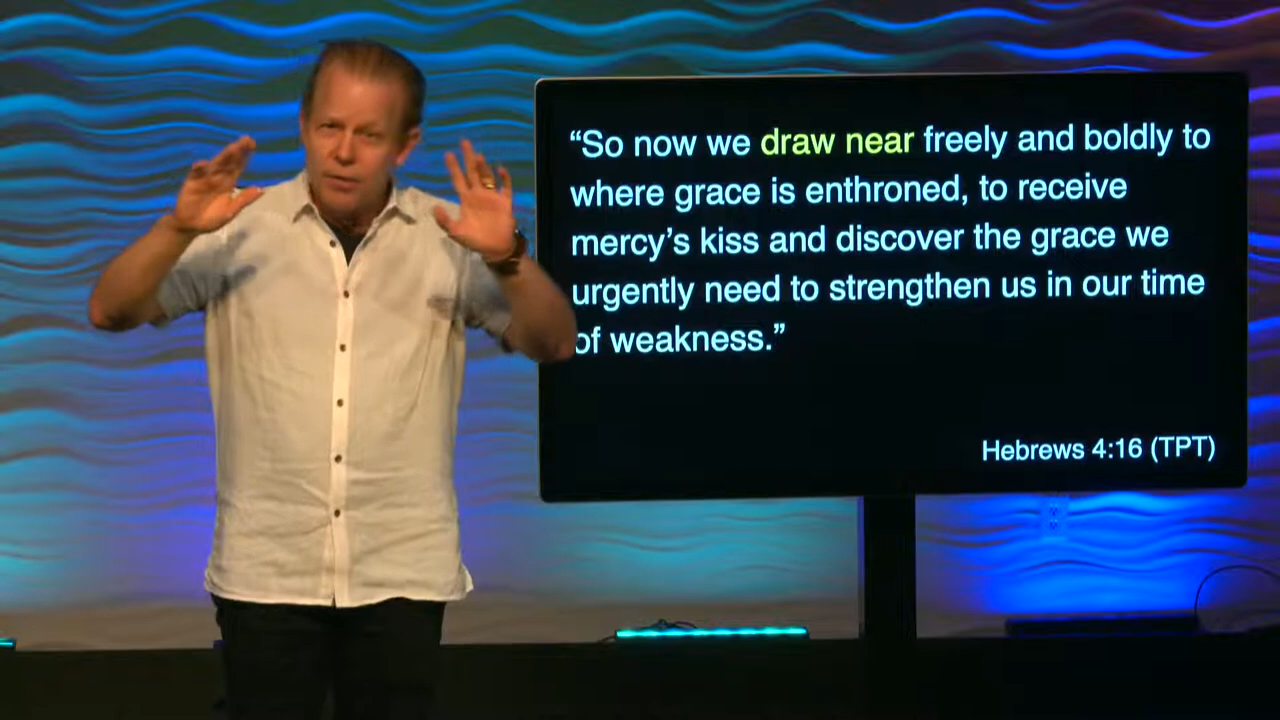 “So now we draw near freely and boldly to
where grace is enthroned, to receive
mercy’s kiss and discover the grace we
urgently need to strengthen us in our time
of weakness.”
Hebrews 4:16 (TPT)